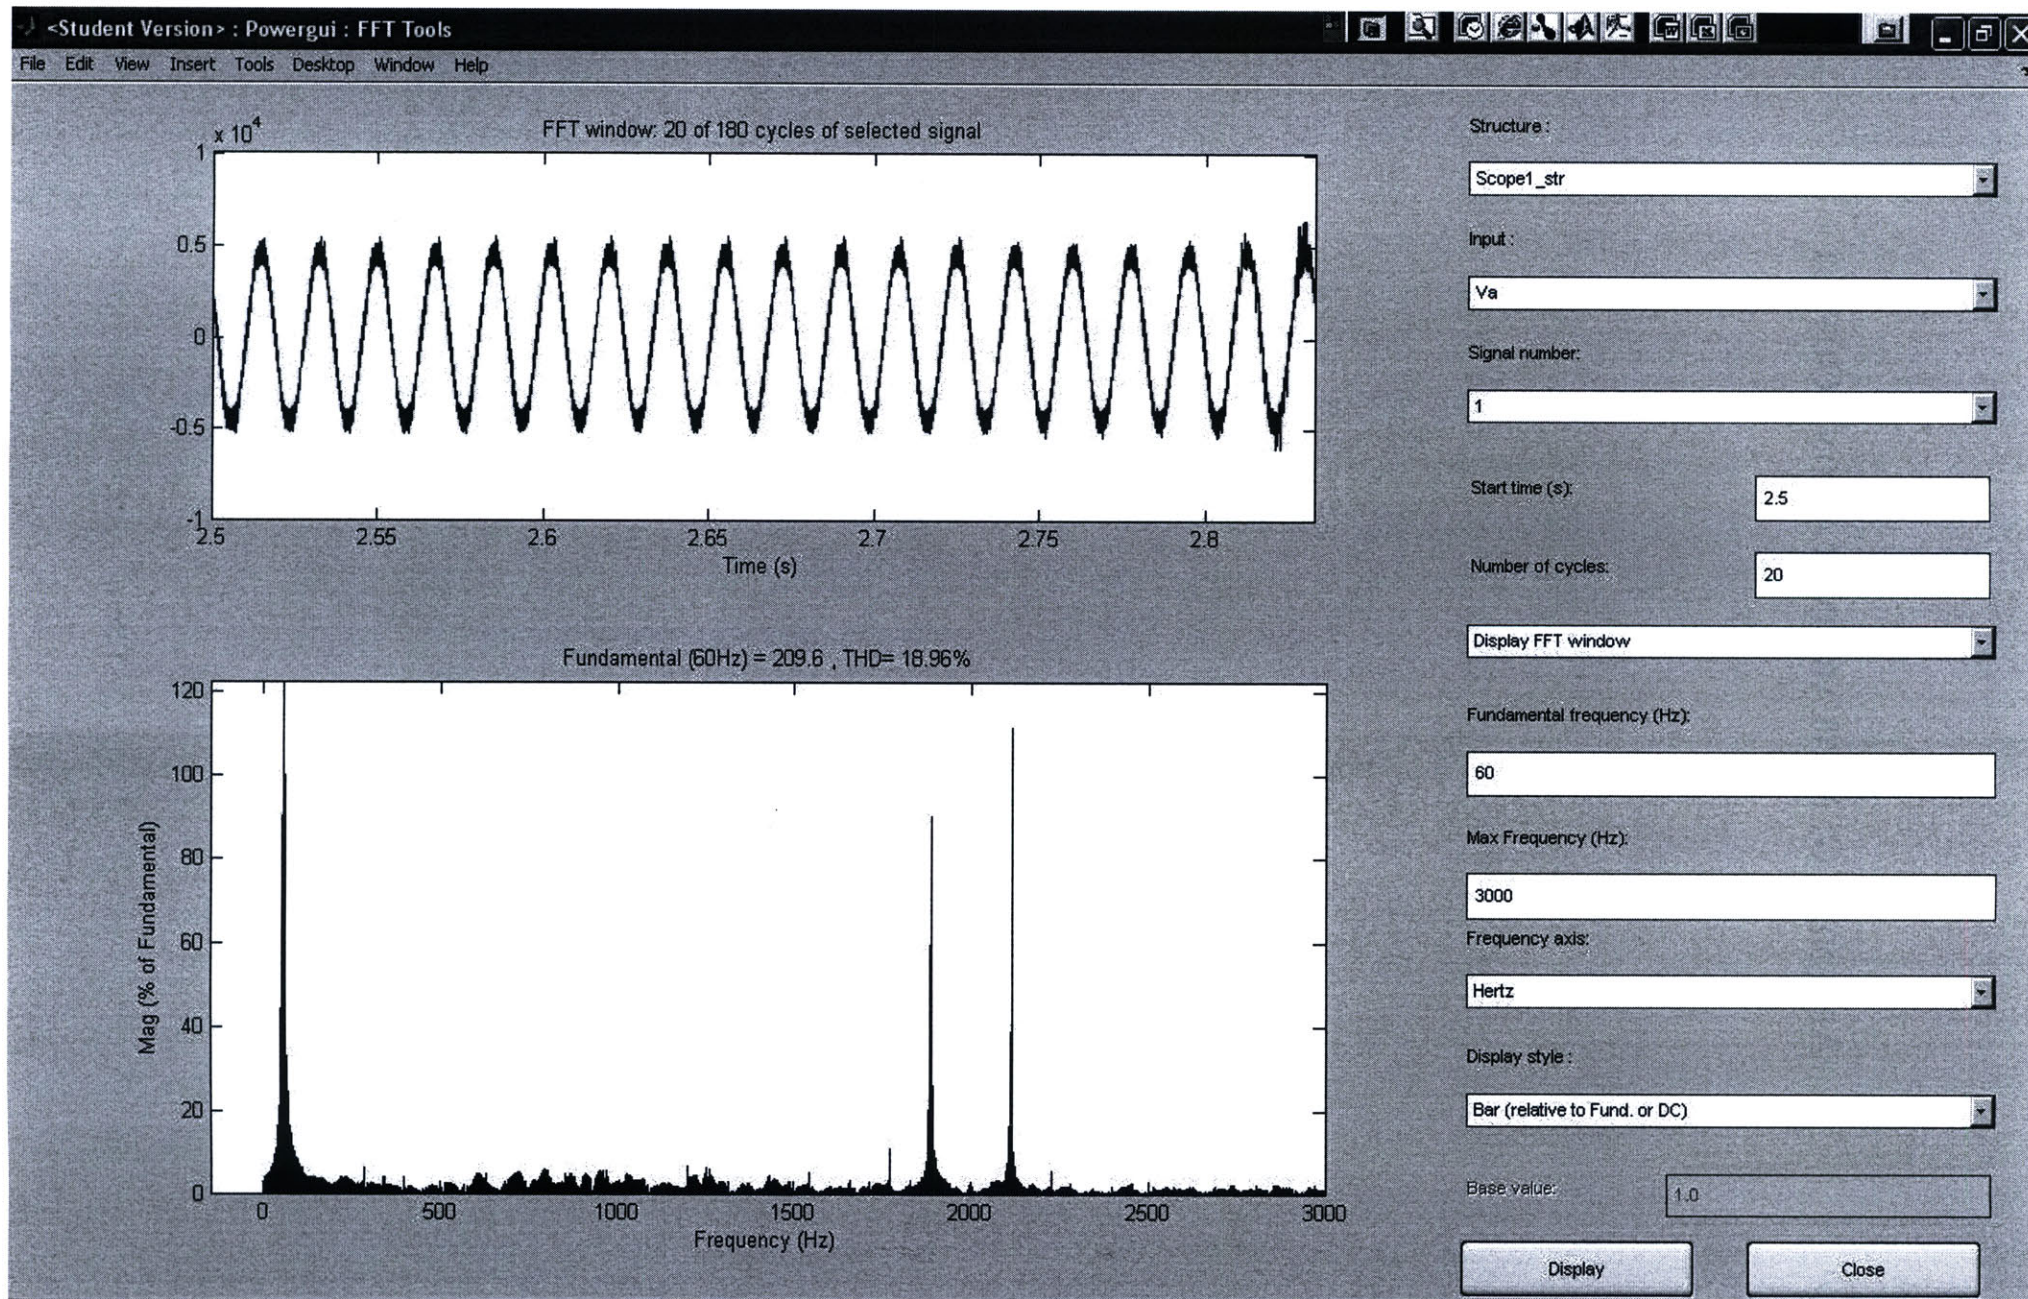 <Student Version> : Powergui : FFT Tools
File Edit View Insert Tools Desktop Window Help
x 10^4
FFT window: 20 of 180 cycles of selected signal
1
0.5
0
-0.5
-1
2.5 2.55 2.6 2.65 2.7 2.75 2.8
Time (s)
Fundamental (60Hz) = 209.6 , THD= 18.96%
120
100
80
60
40
20
0
Mag (% of Fundamental)
0 500 1000 1500 2000 2500 3000
Frequency (Hz)
Structure :
Scope1_str
Input :
Va
Signal number:
1
Start time (s):
2.5
Number of cycles:
20
Display FFT window
Fundamental frequency (Hz):
60
Max Frequency (Hz):
3000
Frequency axis:
Hertz
Display style :
Bar (relative to Fund. or DC)
Base value:
1.0
Display
Close